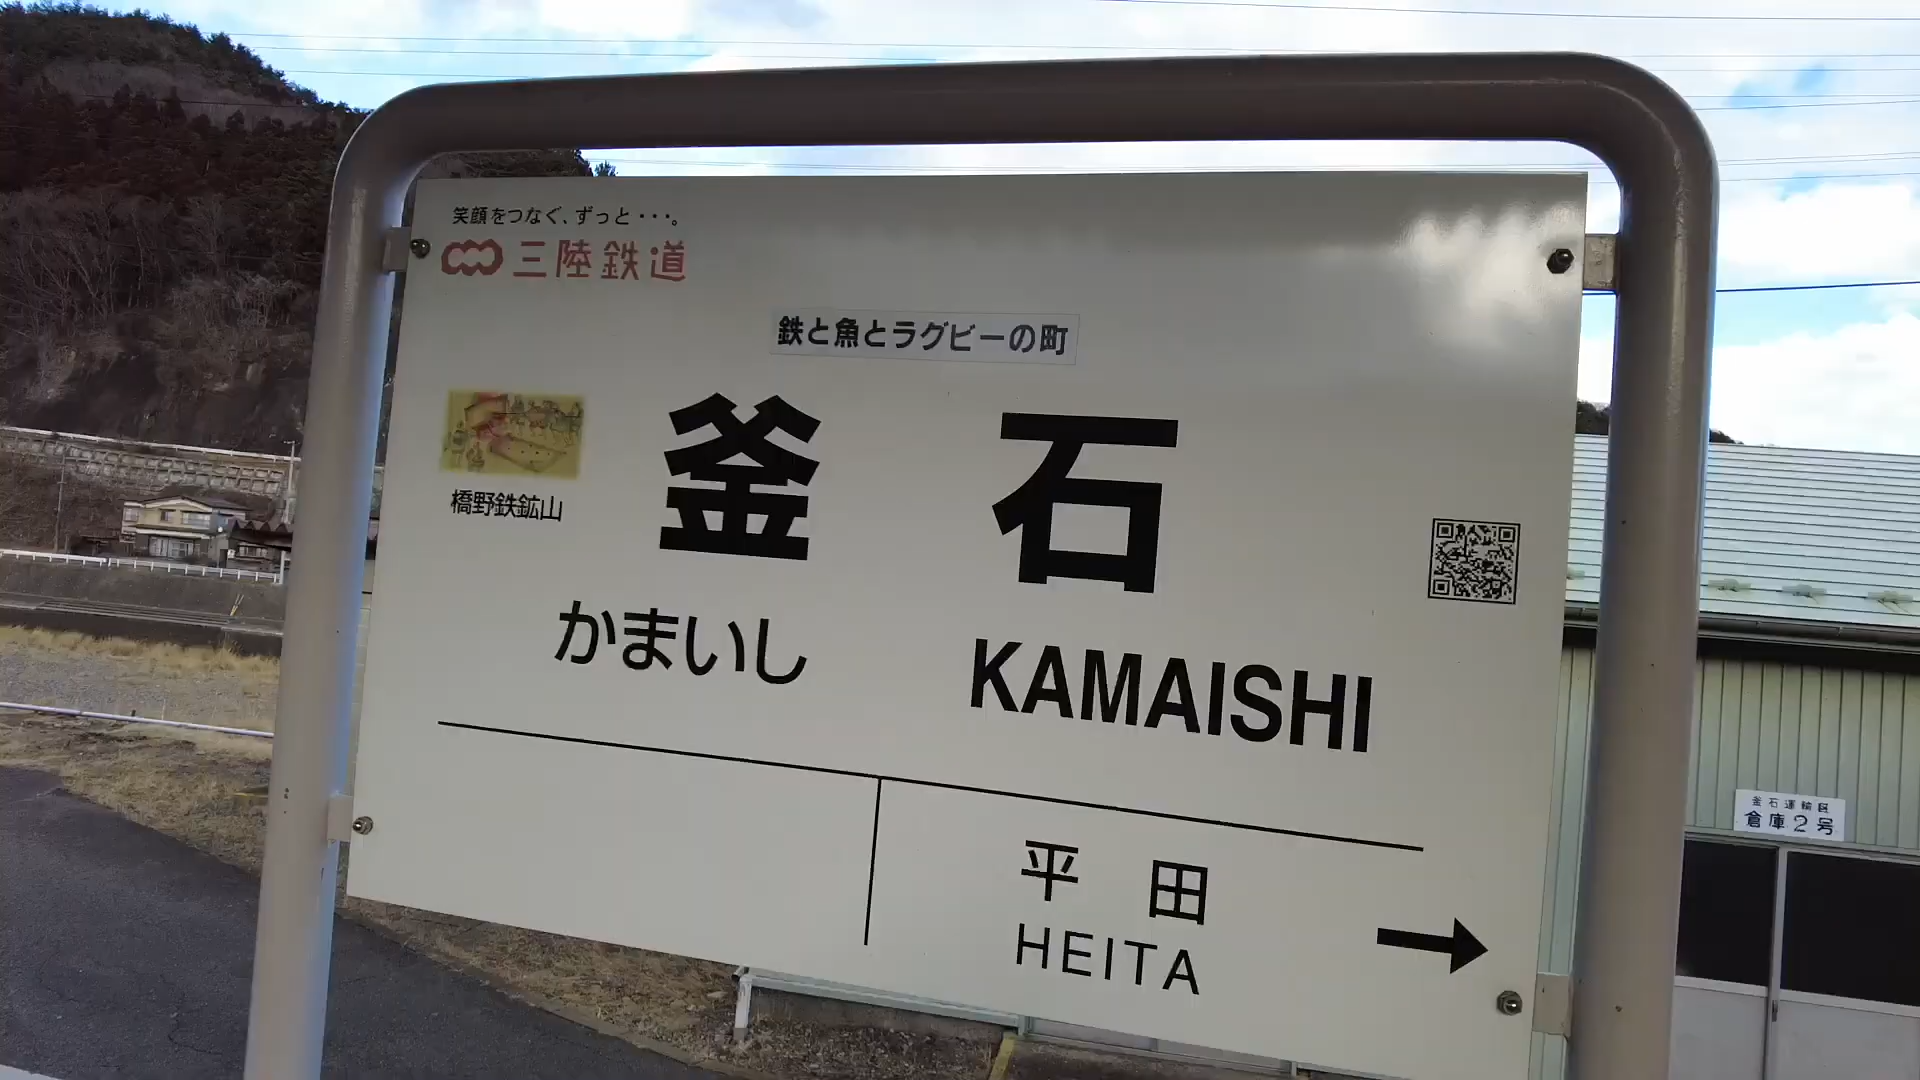 笑顔をつなぐ、ずっと・・・。
三陸鉄道
鉄と魚とラグビーの町
橋野鉄鉱山
釜石
かまいし KAMAISHI
平田
HEITA
釜石運輸区
倉庫2号